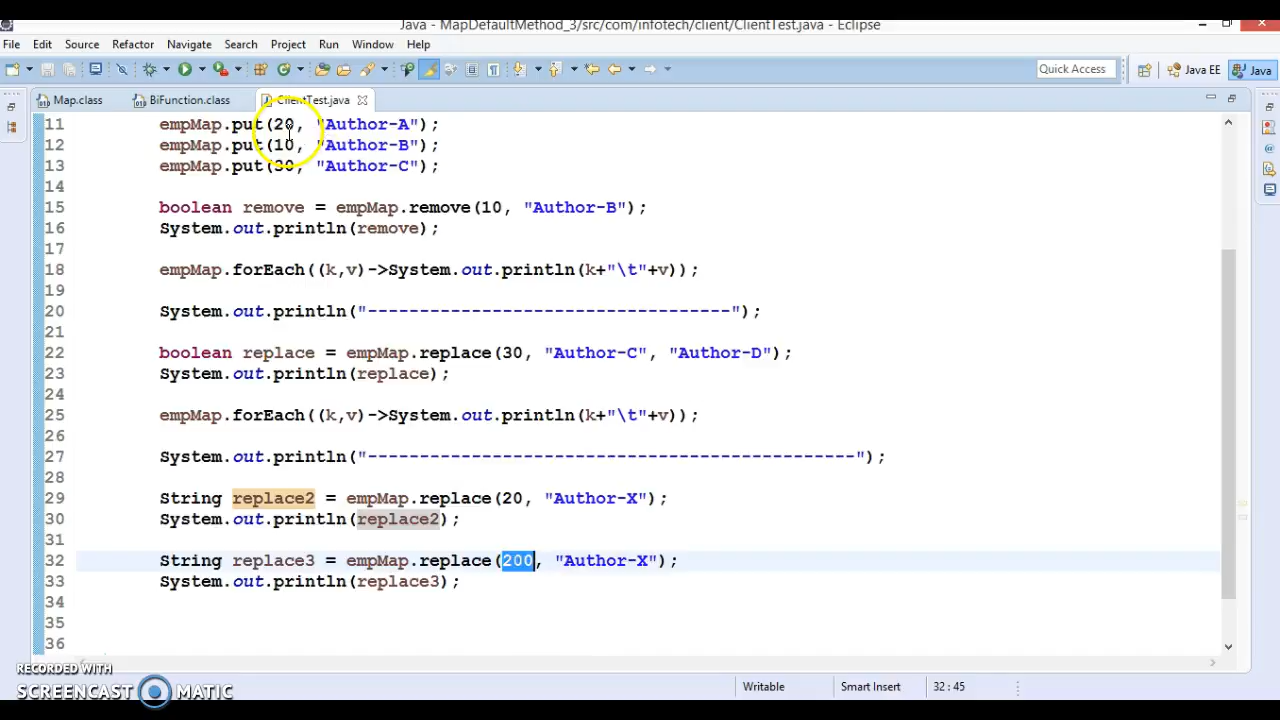 Java - MapDefaultMethod_3/src/com/infotech/client/ClientTest.java - Eclipse
File Edit Source Refactor Navigate Search Project Run Window Help
Quick Access Java EE Java
Map.class BiFunction.class ClientTest.java
11 empMap.put(20, "Author-A");
12 empMap.put(10, "Author-B");
13 empMap.put(30, "Author-C");
14
15 boolean remove = empMap.remove(10, "Author-B");
16 System.out.println(remove);
17
18 empMap.forEach((k,v)->System.out.println(k+"\t"+v));
19
20 System.out.println("-----------------------------------");
21
22 boolean replace = empMap.replace(30, "Author-C", "Author-D");
23 System.out.println(replace);
24
25 empMap.forEach((k,v)->System.out.println(k+"\t"+v));
26
27 System.out.println("-----------------------------------------------");
28
29 String replace2 = empMap.replace(20, "Author-X");
30 System.out.println(replace2);
31
32 String replace3 = empMap.replace(200, "Author-X");
33 System.out.println(replace3);
34
35
36
RECORDED WITH
SCREENCAST MATIC
Writable Smart Insert 32 : 45